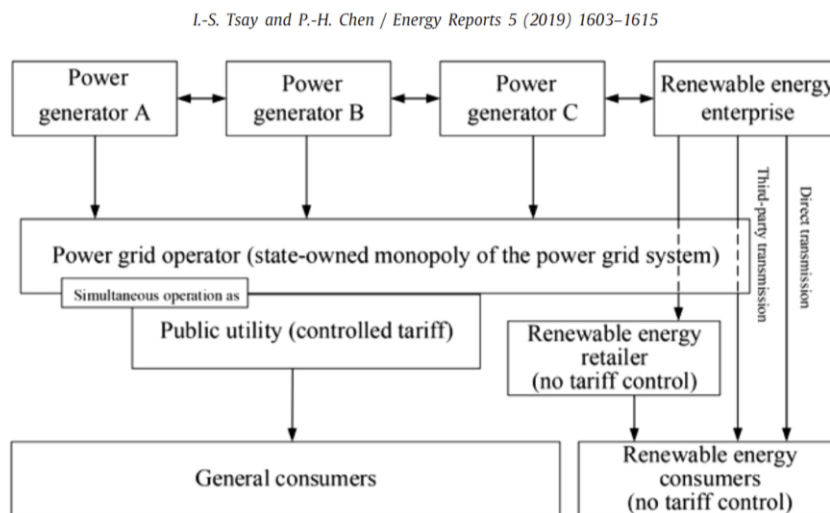 I.-S. Tsay and P.-H. Chen / Energy Reports 5 (2019) 1603–1615
Power
generator A
Power
generator B
Power
generator C
Renewable energy
enterprise
Third-party transmission
Direct transmission
Power grid operator (state-owned monopoly of the power grid system)
Simultaneous operation as
Public utility (controlled tariff)
Renewable energy
retailer
(no tariff control)
General consumers
Renewable energy
consumers
(no tariff control)